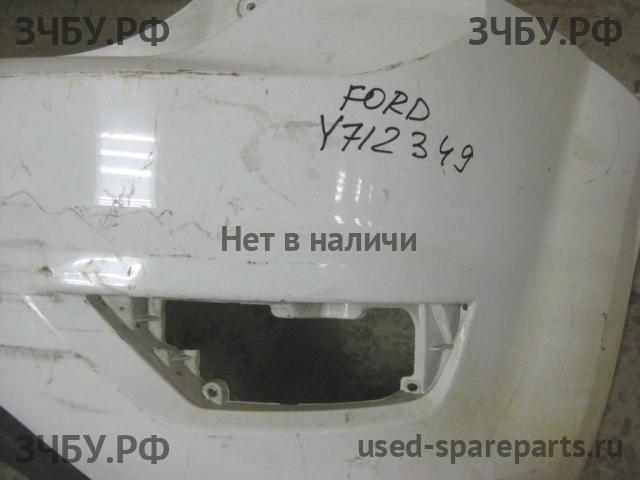 ЗЧБУ.РФ
ЗЧБУ.РФ
FORD
Y712349
Нет в наличи
ЗЧБУ.РФ
used-spareparts.ru